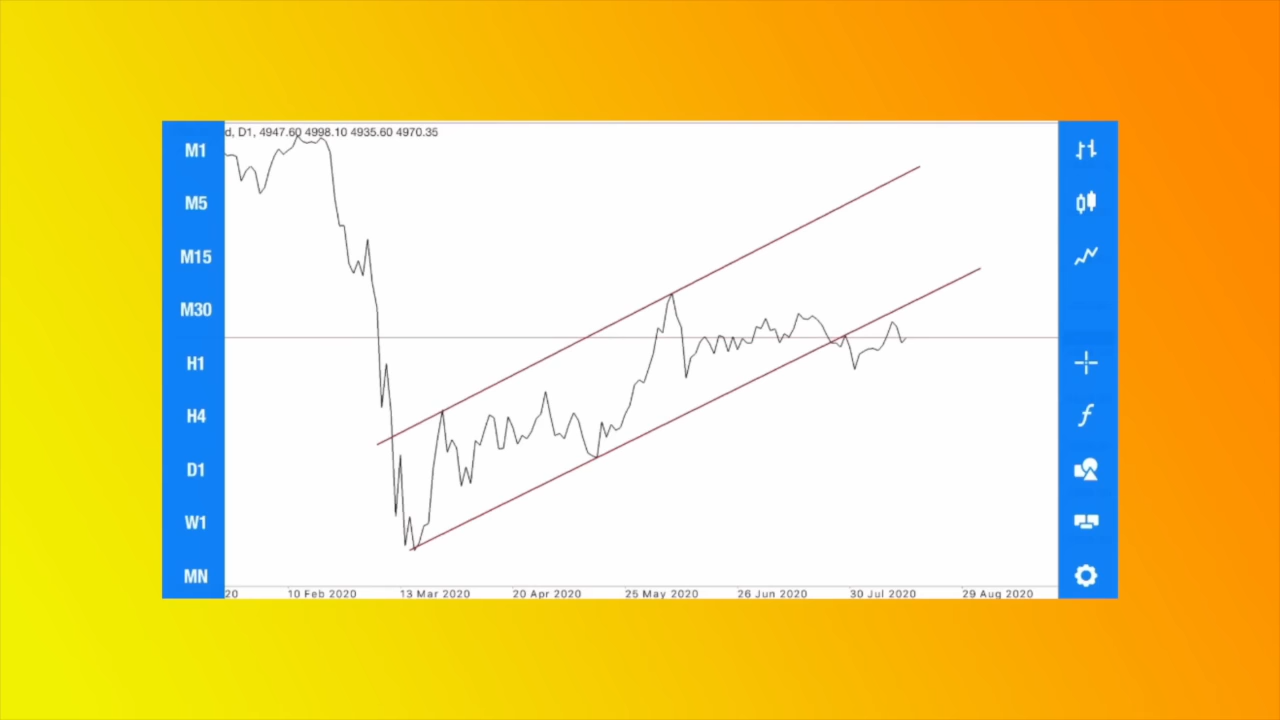 d, D1, 4947.60 4998.10 4935.60 4970.35
M1
M5
M15
M30
H1
H4
D1
W1
MN
20 10 Feb 2020 13 Mar 2020 20 Apr 2020 25 May 2020 26 Jun 2020 30 Jul 2020 29 Aug 2020